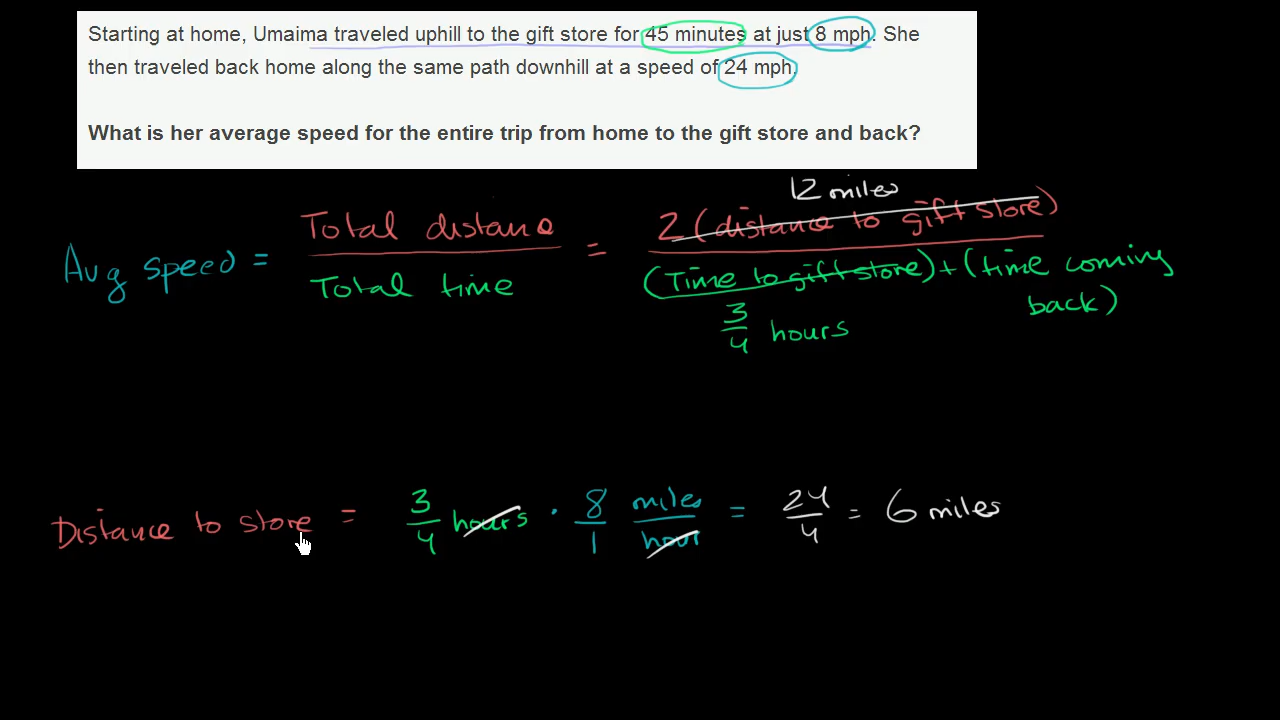 Starting at home, Umaima traveled uphill to the gift store for 45 minutes at just 8 mph. She
then traveled back home along the same path downhill at a speed of 24 mph.
What is her average speed for the entire trip from home to the gift store and back?
12 miles
Avg speed = Total distanc / Total time = 2 (distance to gift store) / (Time to gift store) + (time coming
back)
3/4 hours
Distance to store = 3/4 hours · 8/1 miles/hour = 24/4 = 6 miles